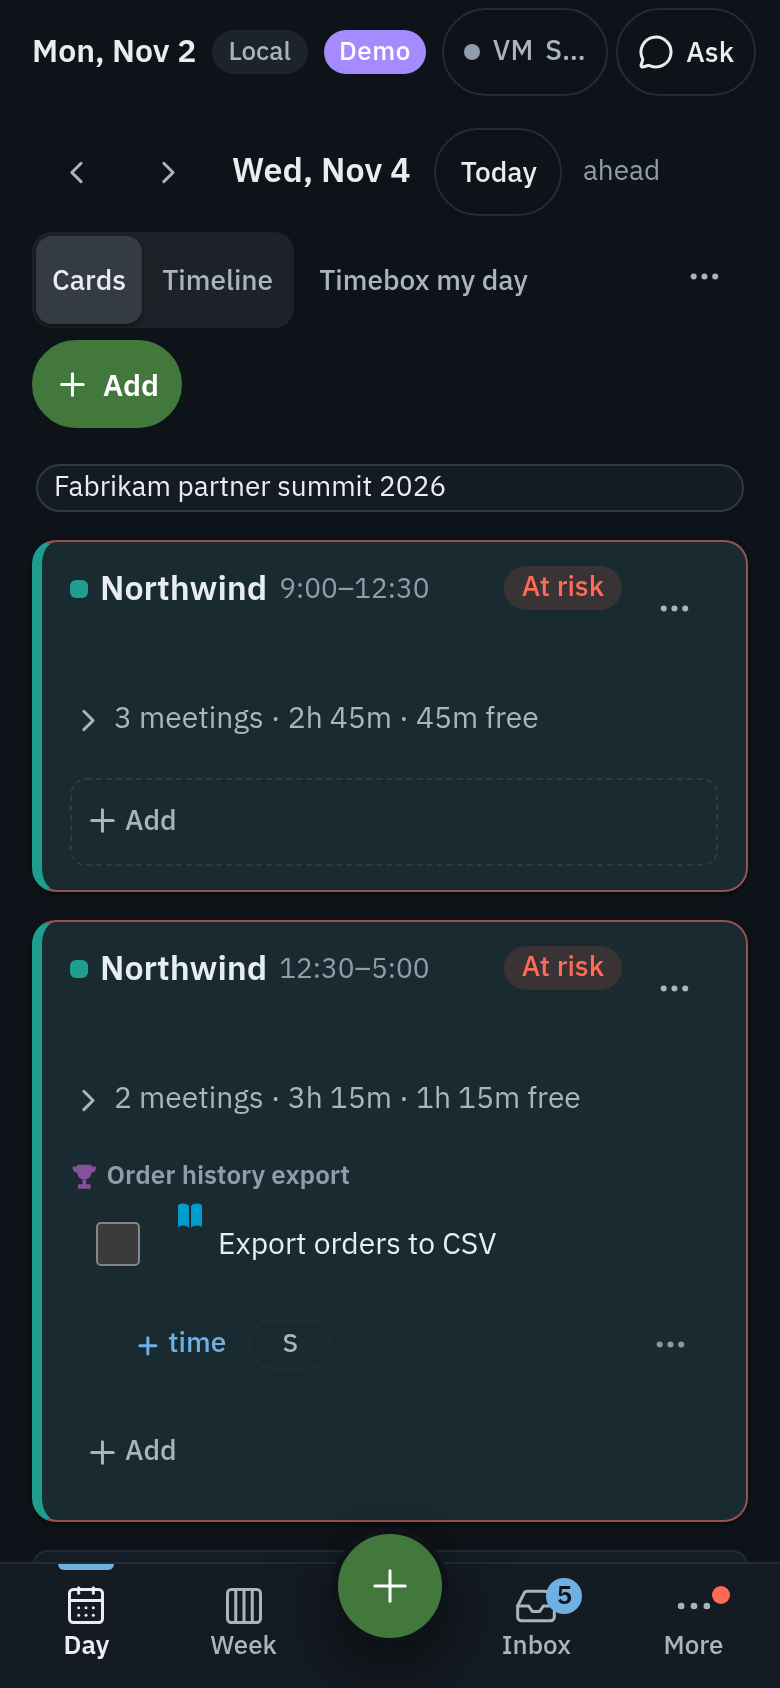 Mon, Nov 2 Local Demo VM S... Ask
Wed, Nov 4 Today ahead
Cards Timeline Timebox my day
Add
Fabrikam partner summit 2026
Northwind 9:00–12:30 At risk
3 meetings · 2h 45m · 45m free
Add
Northwind 12:30–5:00 At risk
2 meetings · 3h 15m · 1h 15m free
Order history export
Export orders to CSV
+ time S
Add
Day Week Inbox 5 More